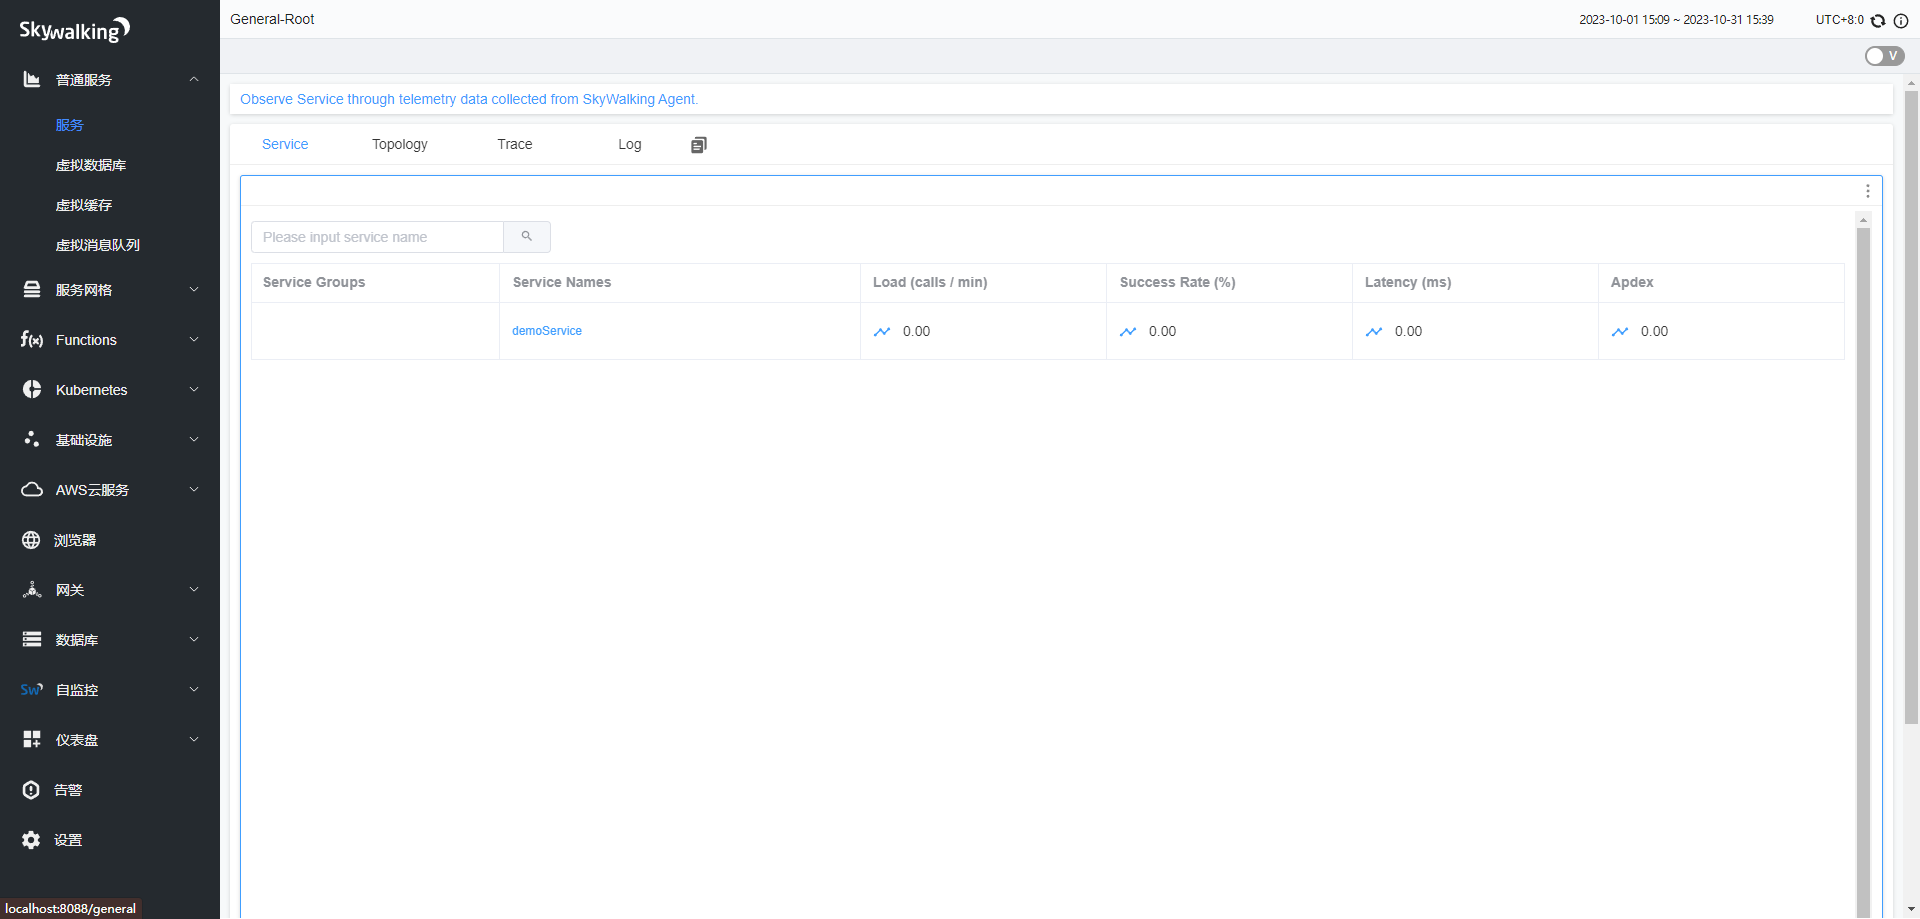 Skywalking
General-Root
2023-10-01 15:09 ~ 2023-10-31 15:39
UTC+8:0
V
普通服务
服务
虚拟数据库
虚拟缓存
虚拟消息队列
服务网格
Functions
Kubernetes
基础设施
AWS云服务
浏览器
网关
数据库
Sw 自监控
仪表盘
告警
设置
Observe Service through telemetry data collected from SkyWalking Agent.
Service Topology Trace Log
Please input service name
Service Groups Service Names Load (calls / min) Success Rate (%) Latency (ms) Apdex
demoService 0.00 0.00 0.00 0.00
localhost:8088/general